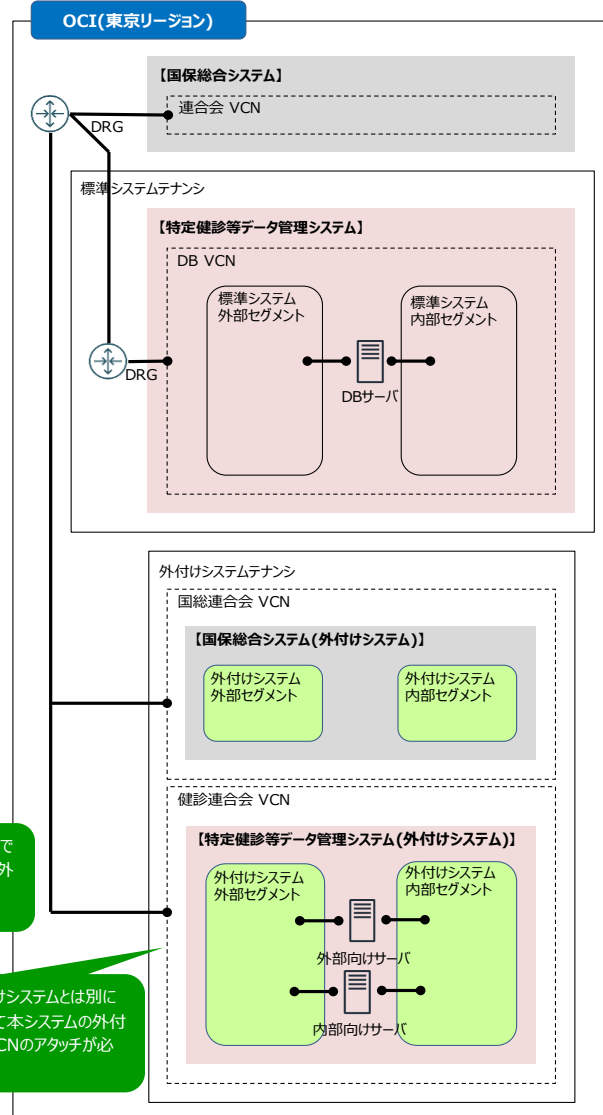 OCI(東京リージョン)
【国保総合システム】
連合会 VCN
DRG
標準システムテナンシ
【特定健診等データ管理システム】
DB VCN
標準システム
外部セグメント
標準システム
内部セグメント
DRG
DBサーバ
外付けシステムテナンシ
国総連合会 VCN
【国保総合システム(外付けシステム)】
外付けシステム
外部セグメント
外付けシステム
内部セグメント
健診連合会 VCN
【特定健診等データ管理システム(外付けシステム)】
外付けシステム
外部セグメント
外付けシステム
内部セグメント
外部向けサーバ
内部向けサーバ
で
外
けシステムとは別に
て本システムの外付
CNのアタッチが必